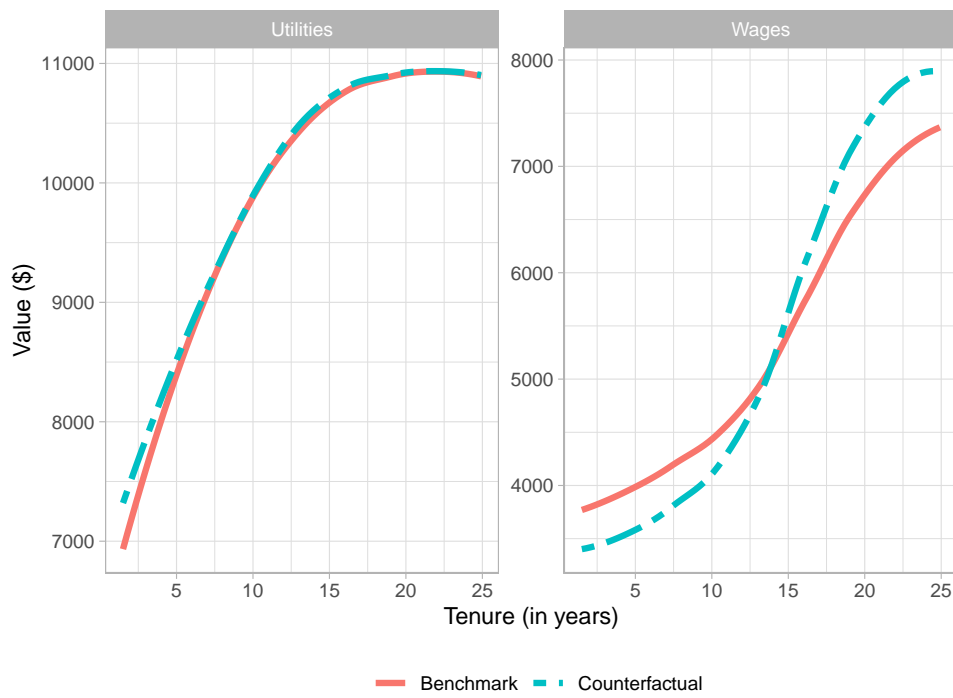 Utilities
Wages
Value ($)
11000
10000
9000
8000
7000
8000
7000
6000
5000
4000
5 10 15 20 25
5 10 15 20 25
Tenure (in years)
Benchmark Counterfactual